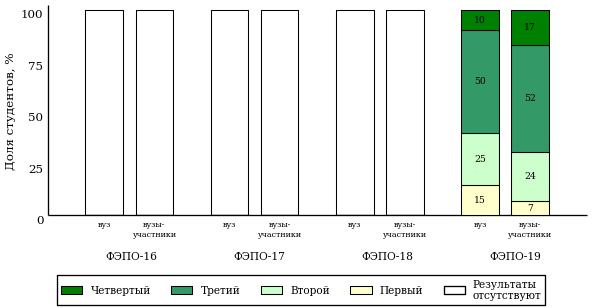 Доля студентов, %
100
75
50
25
0
10
50
25
15
17
52
24
7
вуз
вузы-
участники
вуз
вузы-
участники
вуз
вузы-
участники
вуз
вузы-
участники
ФЭПО-16
ФЭПО-17
ФЭПО-18
ФЭПО-19
Четвертый
Третий
Второй
Первый
Результаты
отсутствуют